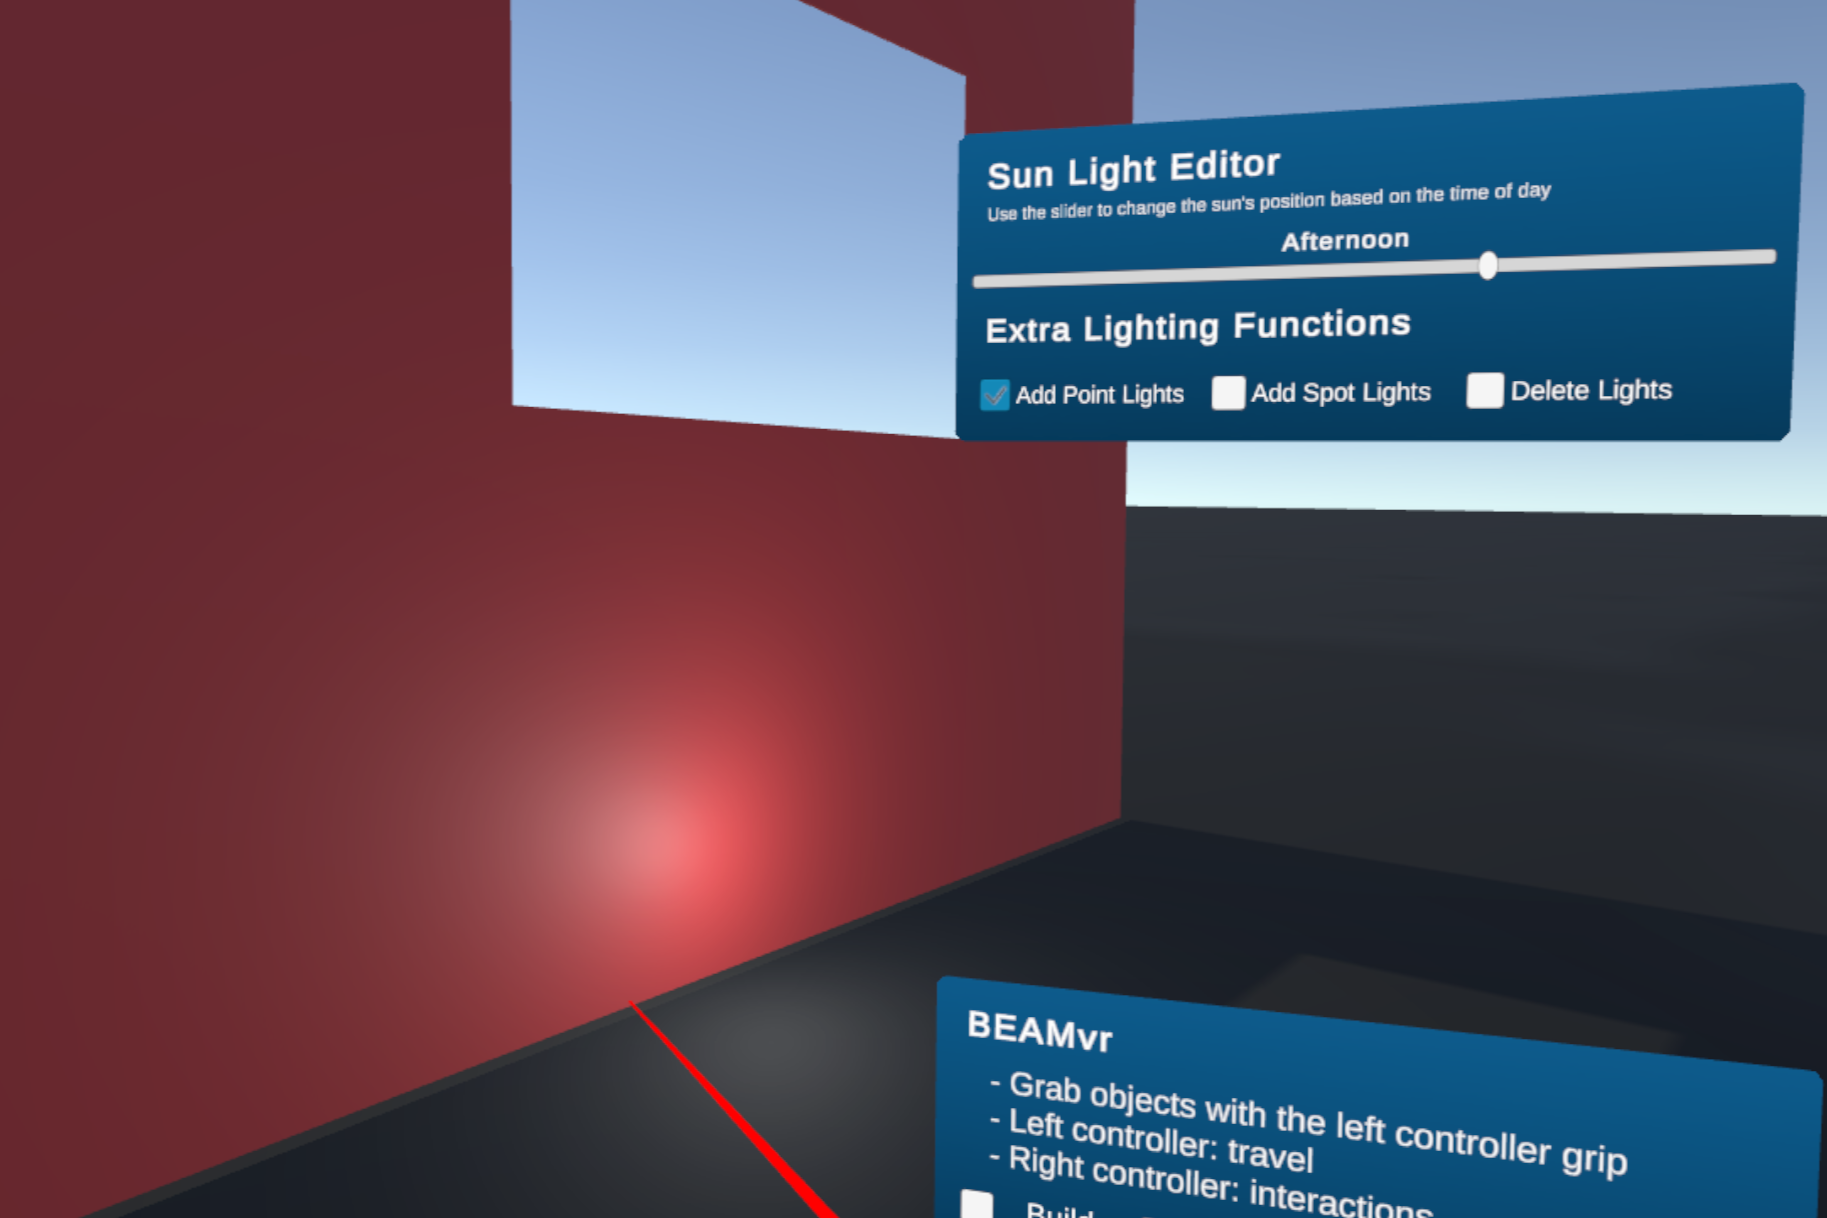 Sun Light Editor
Use the slider to change the sun's position based on the time of day
Afternoon
Extra Lighting Functions
Add Point Lights Add Spot Lights Delete Lights
BEAMvr
- Grab objects with the left controller grip
- Left controller: travel
- Right controller: interactions